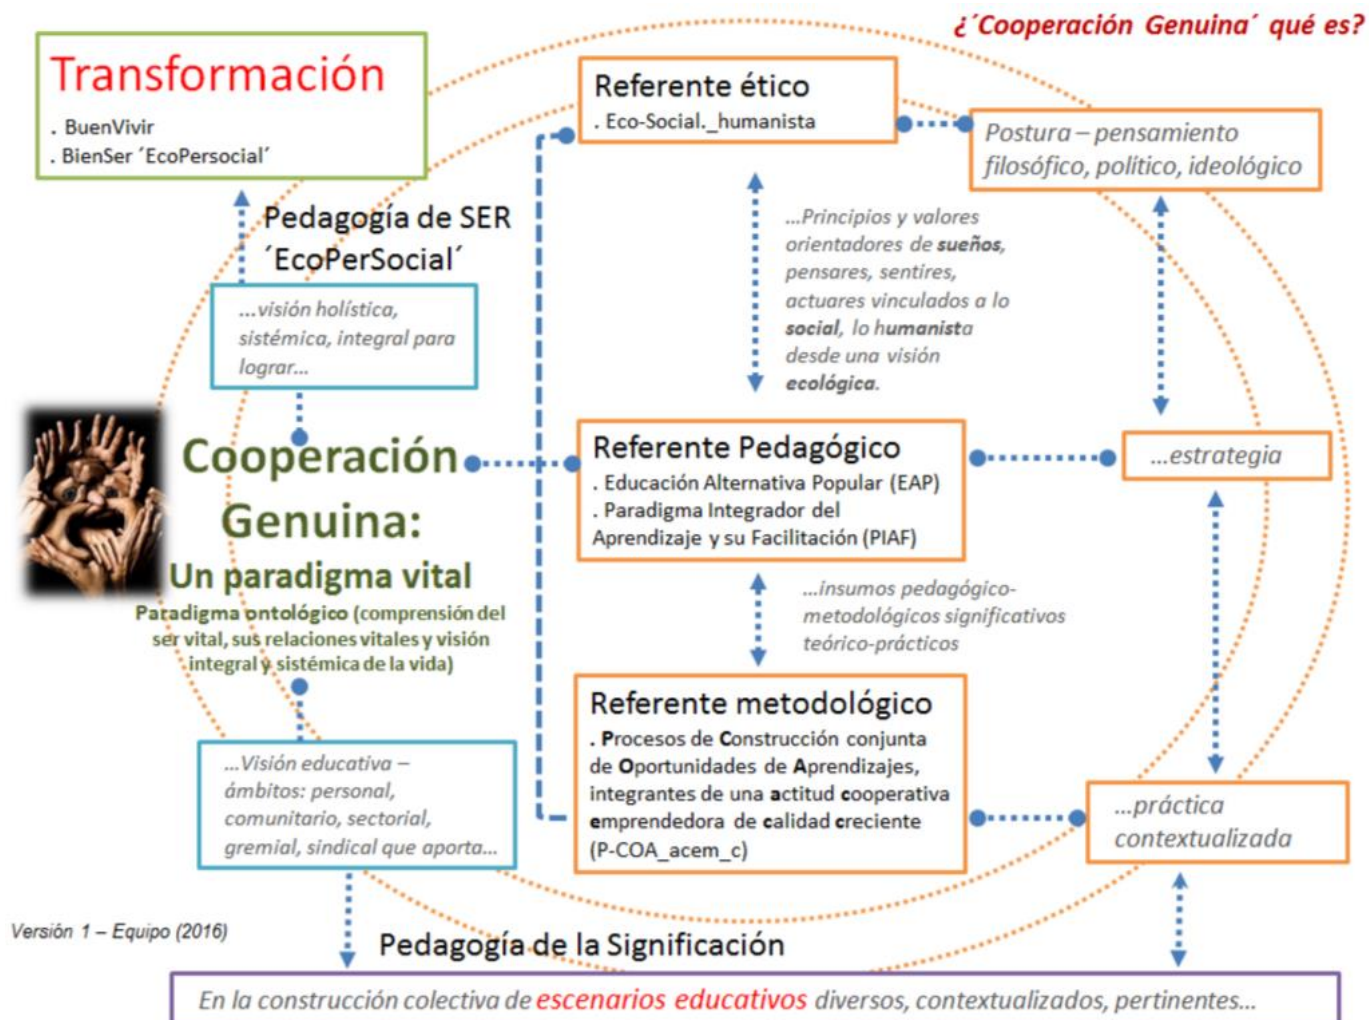 ¿´Cooperación Genuina´ qué es?
Transformación
. BuenVivir
. BienSer ´EcoPersocial´
Referente ético
. Eco-Social._humanista
Postura – pensamiento
filosófico, político, ideológico
Pedagogía de SER
´EcoPerSocial´
...Principios y valores
orientadores de sueños,
pensares, sentires,
actuares vinculados a lo
social, lo humanista
desde una visión
ecológica.
...visión holística,
sistémica, integral para
lograr...
Cooperación
Genuina:
Un paradigma vital
Paradigma ontológico (comprensión del
ser vital, sus relaciones vitales y visión
integral y sistémica de la vida)
Referente Pedagógico
. Educación Alternativa Popular (EAP)
. Paradigma Integrador del
Aprendizaje y su Facilitación (PIAF)
...estrategia
...insumos pedagógico-
metodológicos significativos
teórico-prácticos
Referente metodológico
. Procesos de Construcción conjunta
de Oportunidades de Aprendizajes,
integrantes de una actitud cooperativa
emprendedora de calidad creciente
(P-COA_acem_c)
...práctica
contextualizada
...Visión educativa –
ámbitos: personal,
comunitario, sectorial,
gremial, sindical que aporta...
Versión 1 – Equipo (2016)
Pedagogía de la Significación
En la construcción colectiva de escenarios educativos diversos, contextualizados, pertinentes...